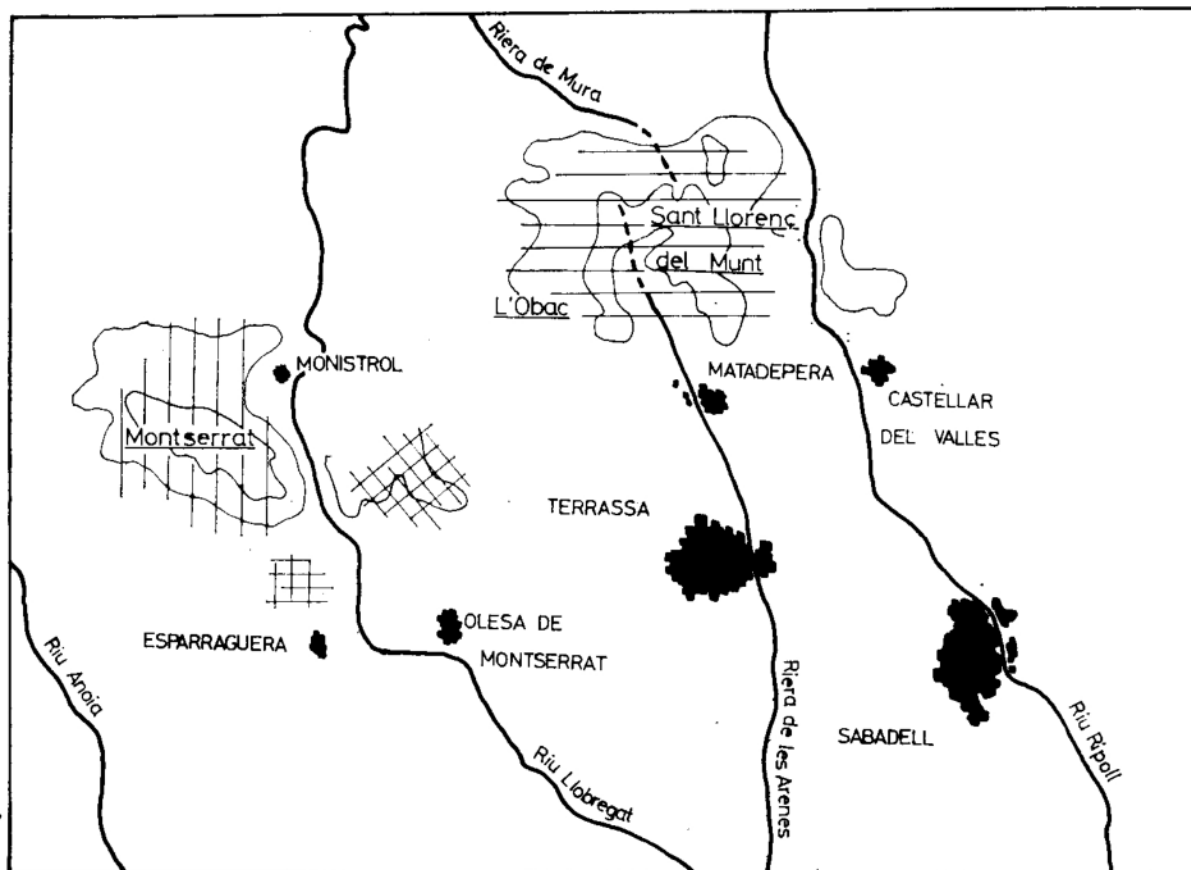 Riera de Mura
Sant Llorenç
del Munt
L'Obac
MONISTROL
MATADEPERA
CASTELLAR
DEL VALLES
Montserrat
TERRASSA
ESPARRAGUERA
OLESA DE
MONTSERRAT
Riu Anoia
Riu Llobregat
Riera de les Arenes
SABADELL
Riu Ripoll